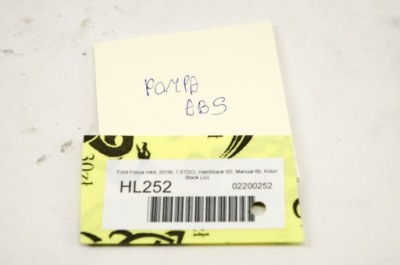 POMPA
ABS
Ford Focus mk4, 2019r, 1.5TDCi, Hatchback 5D, Manual 6b, Kolor
Black (JJ)
HL252
02200252